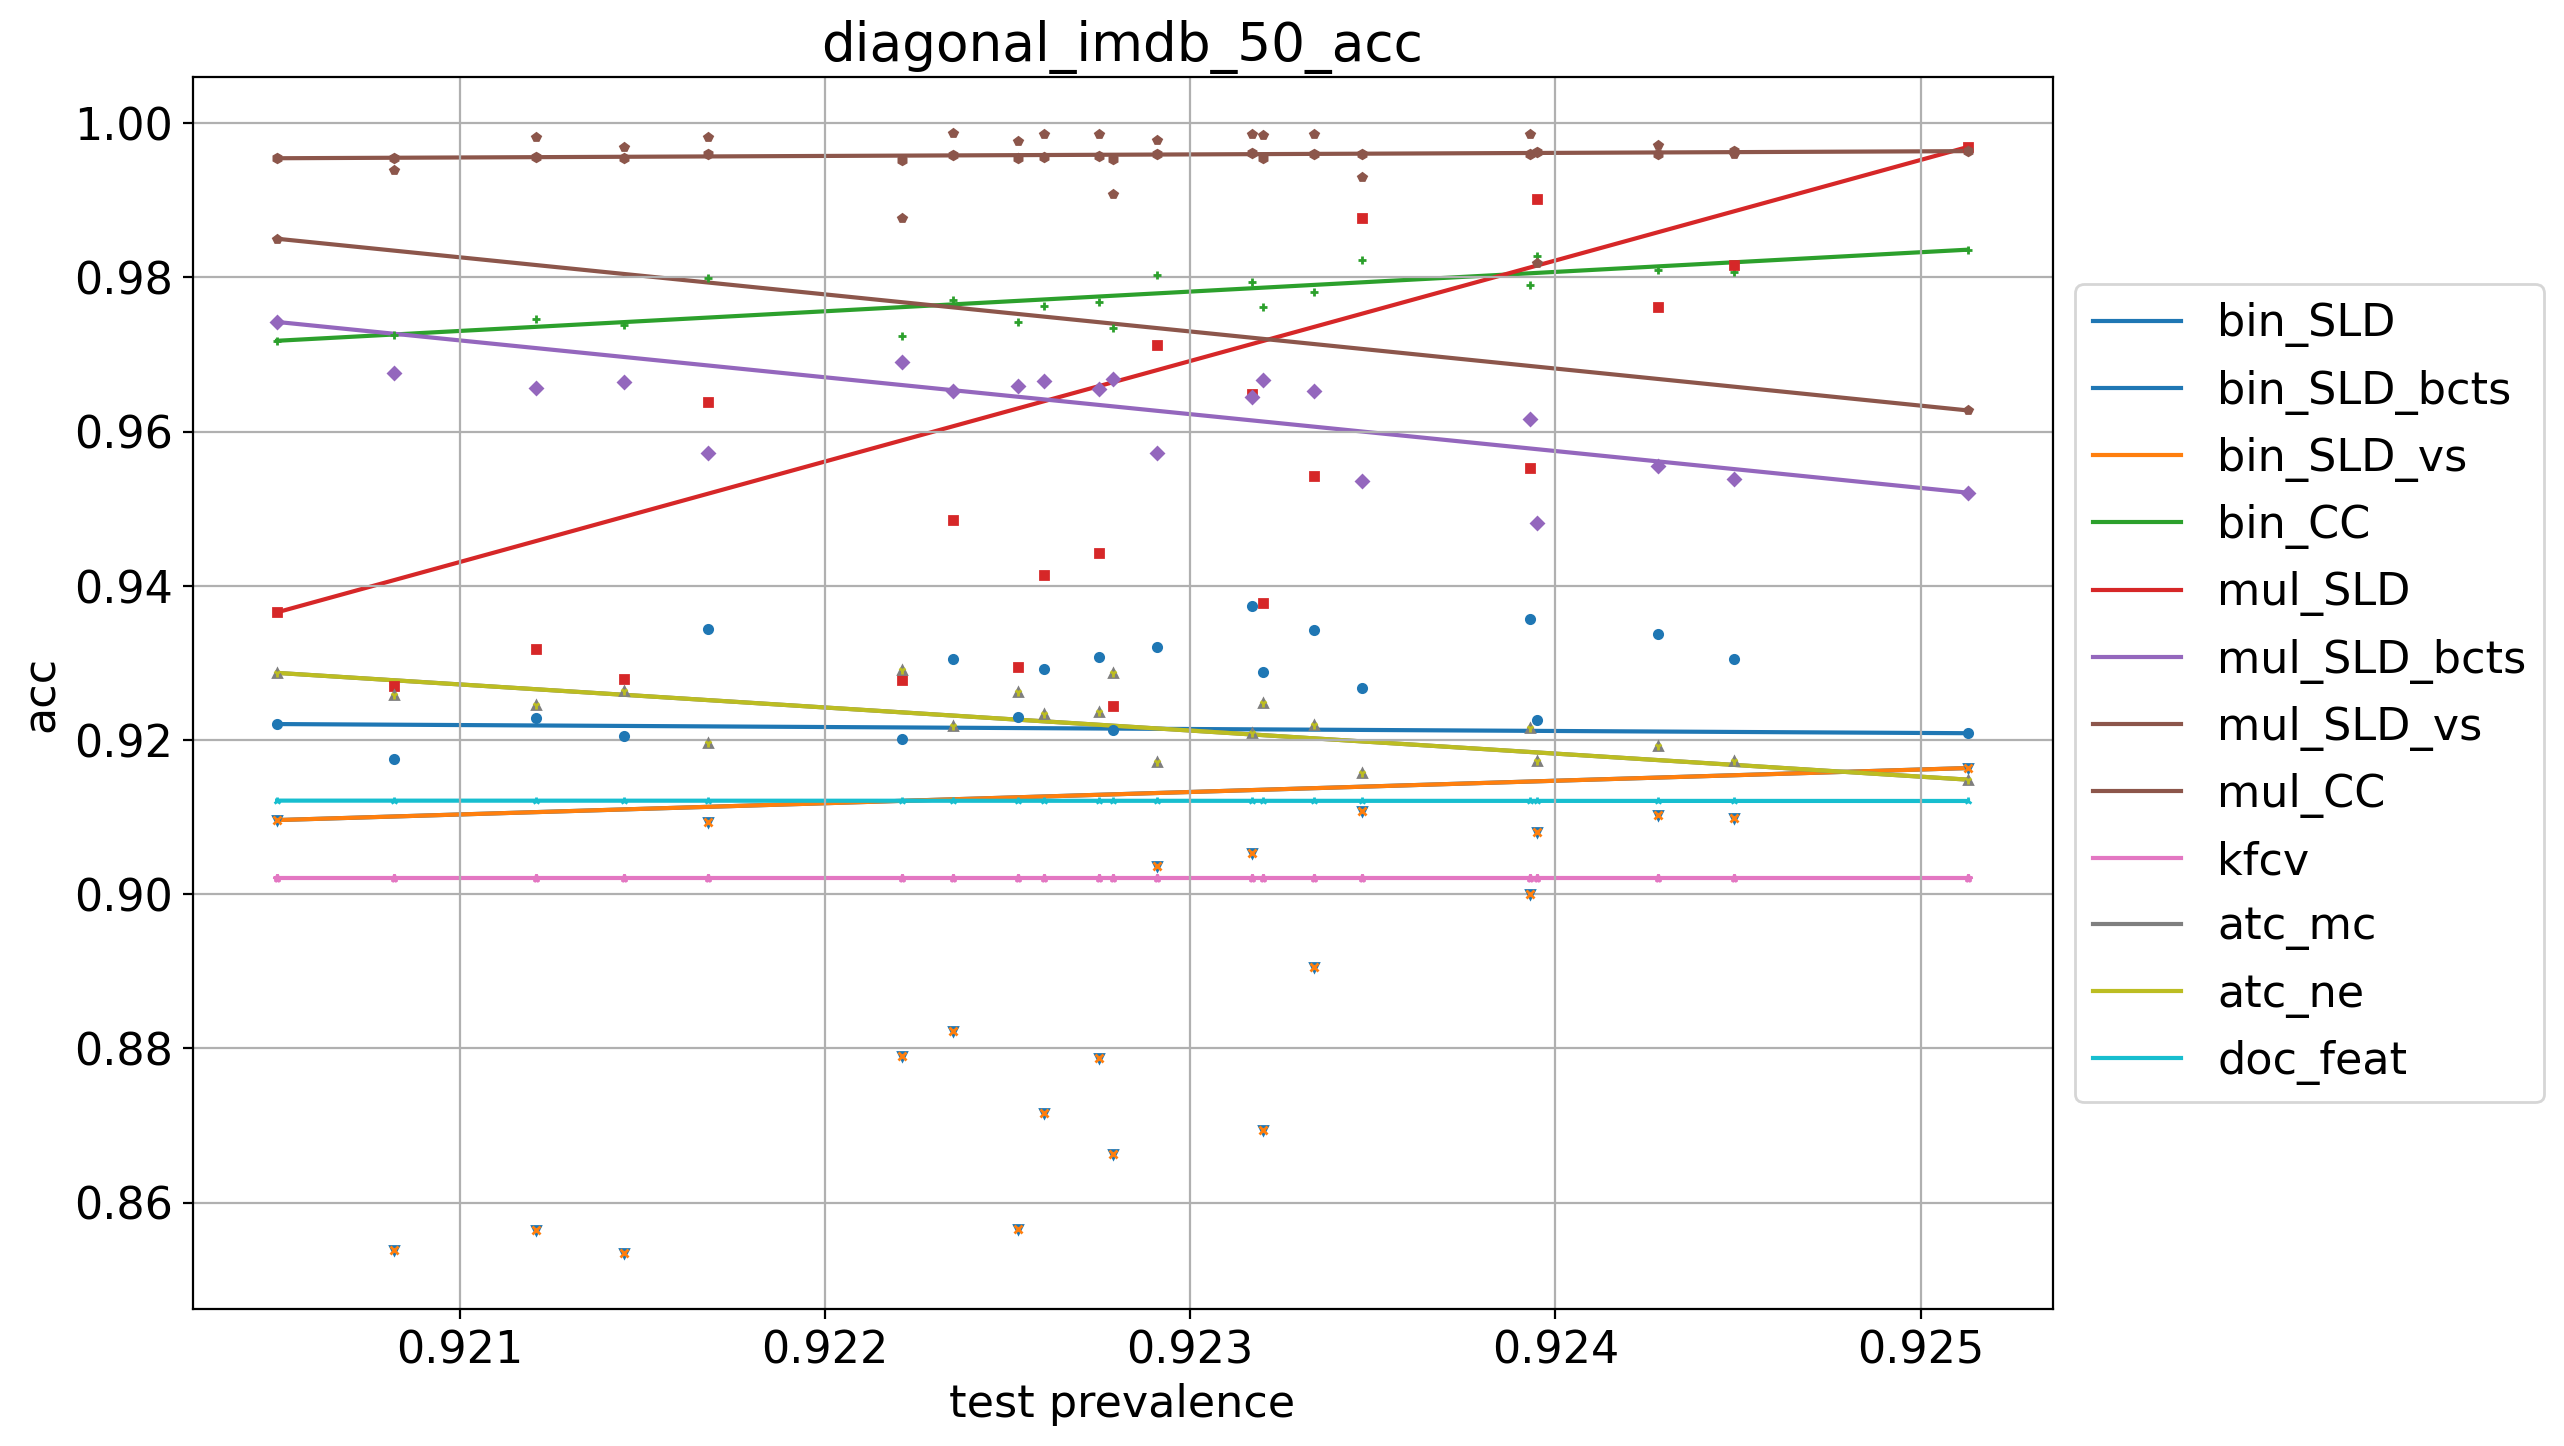 diagonal_imdb_50_acc
1.00
0.98
0.96
0.94
0.92
0.90
0.88
0.86
acc
0.921
0.922
0.923
0.924
0.925
test prevalence
bin_SLD
bin_SLD_bcts
bin_SLD_vs
bin_CC
mul_SLD
mul_SLD_bcts
mul_SLD_vs
mul_CC
kfcv
atc_mc
atc_ne
doc_feat